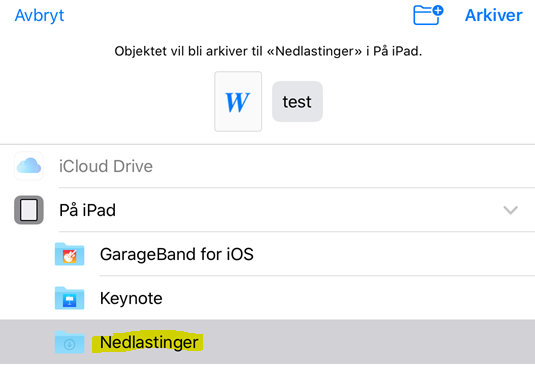 Avbryt
Arkiver
Objektet vil bli arkiver til «Nedlastinger» i På iPad.
W
test
iCloud Drive
På iPad
GarageBand for iOS
Keynote
Nedlastinger